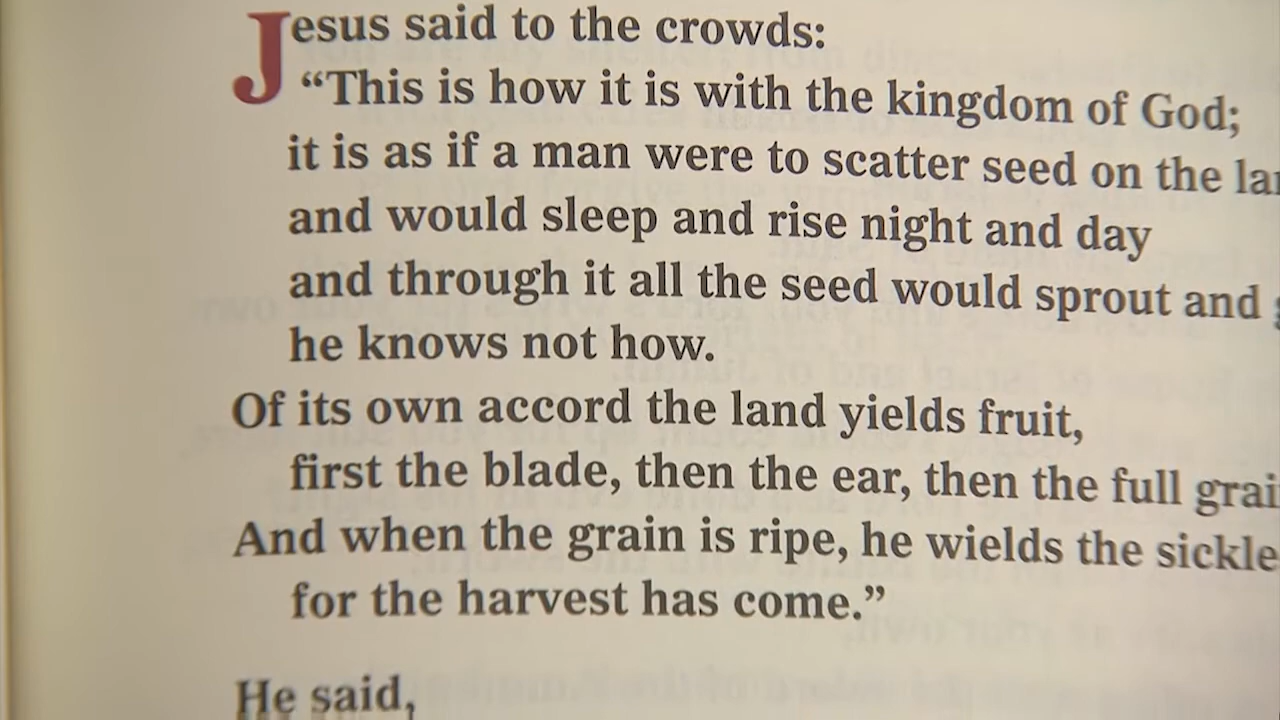 Jesus said to the crowds:
“This is how it is with the kingdom of God;
it is as if a man were to scatter seed on the
and would sleep and rise night and day
and through it all the seed would sprout and
he knows not how.
Of its own accord the land yields fruit,
first the blade, then the ear, then the full
And when the grain is ripe, he wields the sickle
for the harvest has come.”
He said,